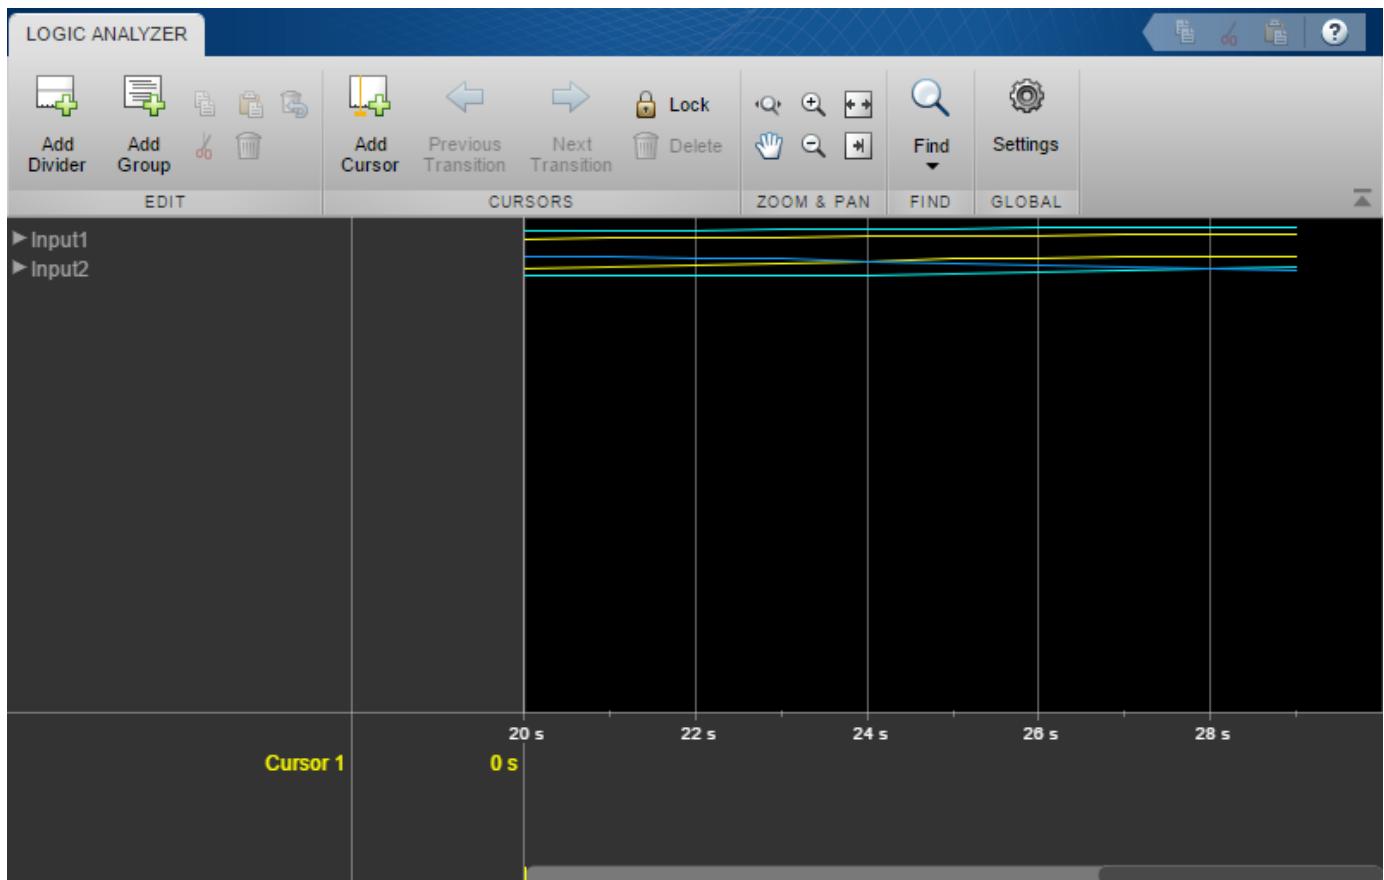 LOGIC ANALYZER
?
Add Divider
Add Group
Add Cursor
Previous Transition
Next Transition
Lock
Delete
Find
Settings
EDIT
CURSORS
ZOOM & PAN
FIND
GLOBAL
Input1
Input2
20 s 22 s 24 s 26 s 28 s
Cursor 1 0 s